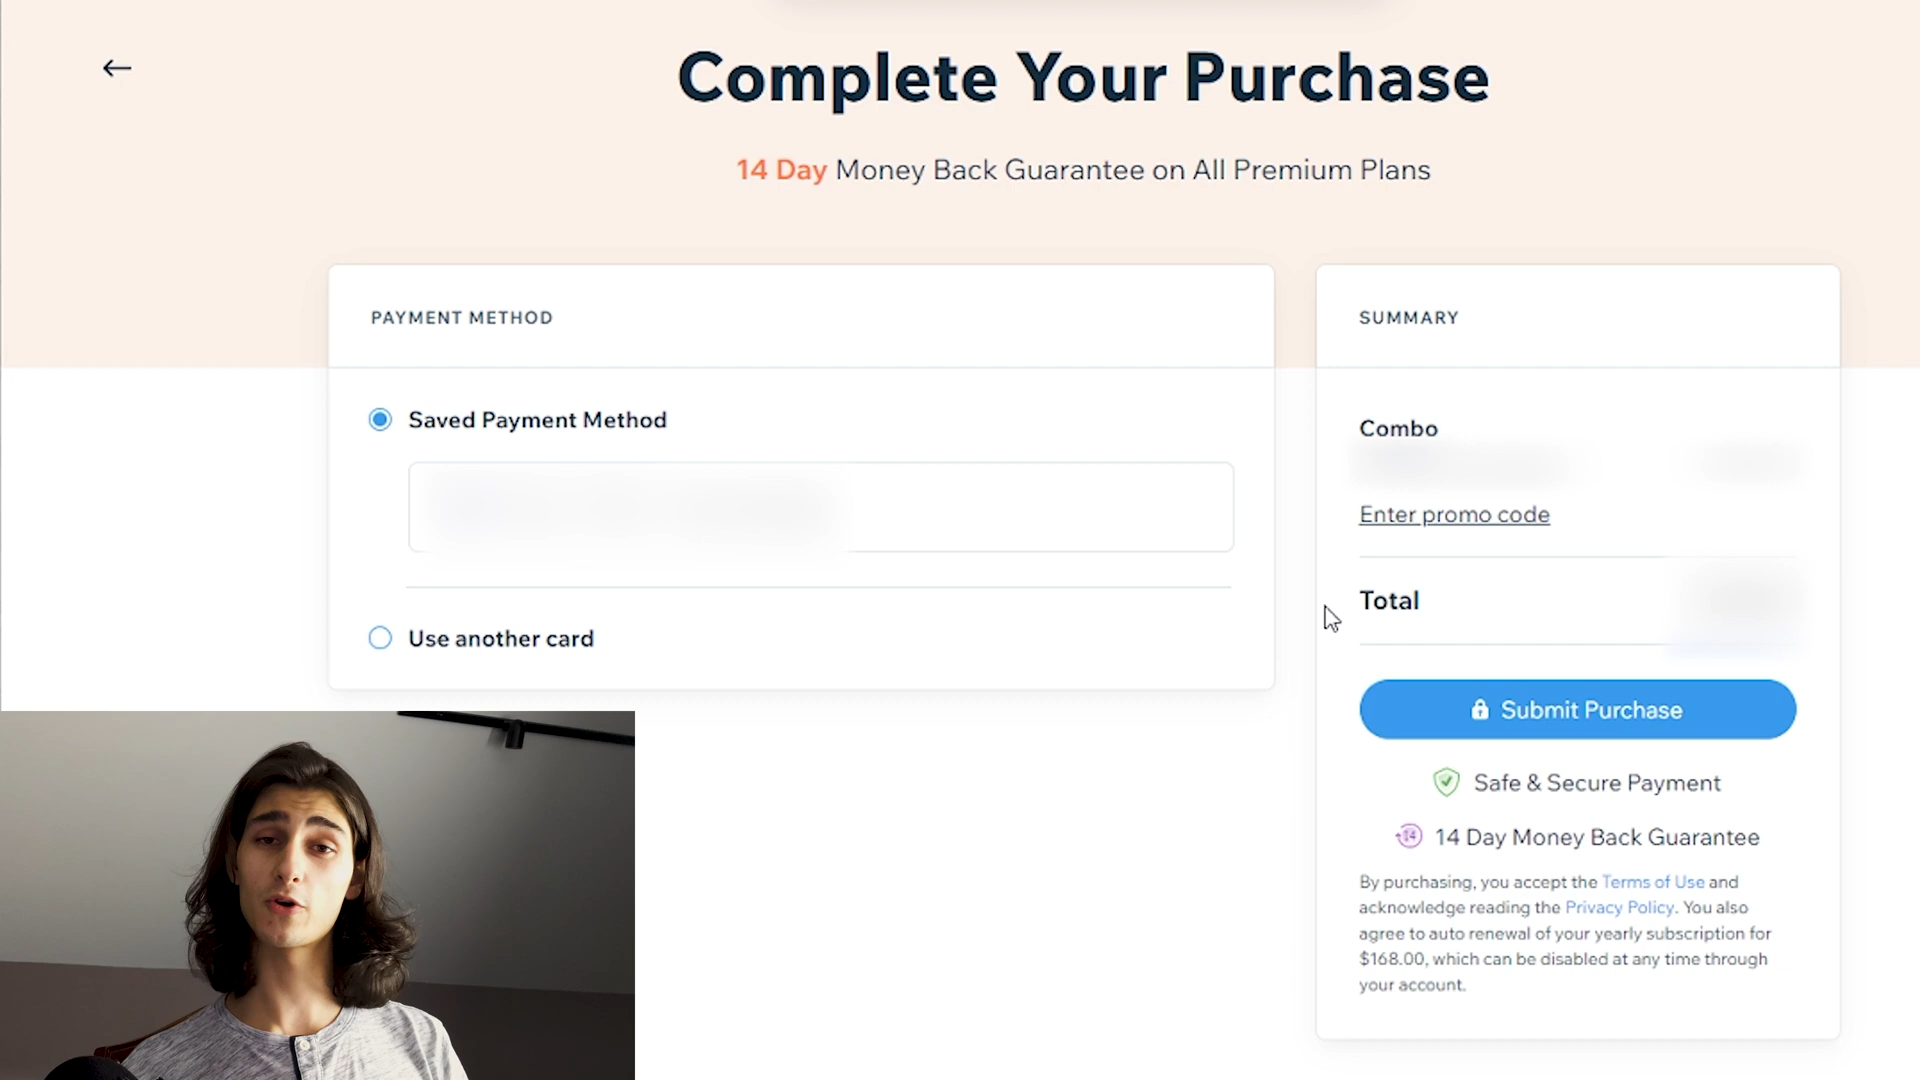 Complete Your Purchase
14 Day Money Back Guarantee on All Premium Plans
PAYMENT METHOD
Saved Payment Method
Use another card
SUMMARY
Combo
Enter promo code
Total
Submit Purchase
Safe & Secure Payment
14 14 Day Money Back Guarantee
By purchasing, you accept the Terms of Use and
acknowledge reading the Privacy Policy. You also
agree to auto renewal of your yearly subscription for
$168.00, which can be disabled at any time through
your account.